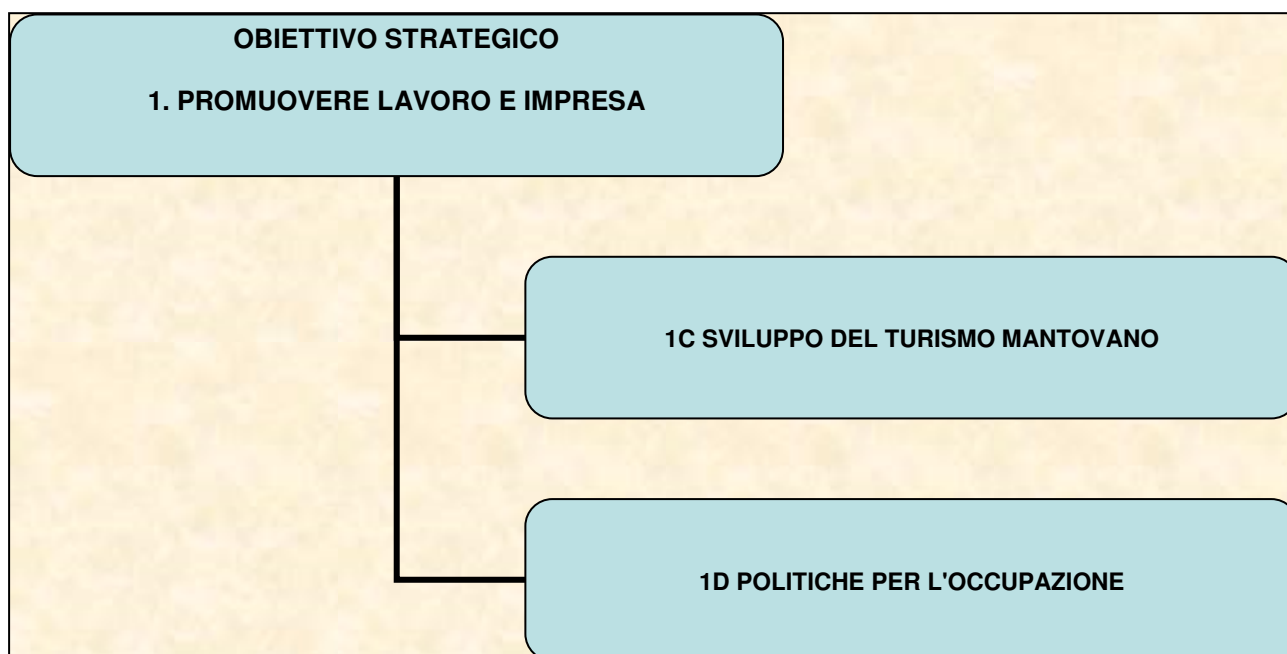 OBIETTIVO STRATEGICO
1. PROMUOVERE LAVORO E IMPRESA
1C SVILUPPO DEL TURISMO MANTOVANO
1D POLITICHE PER L'OCCUPAZIONE